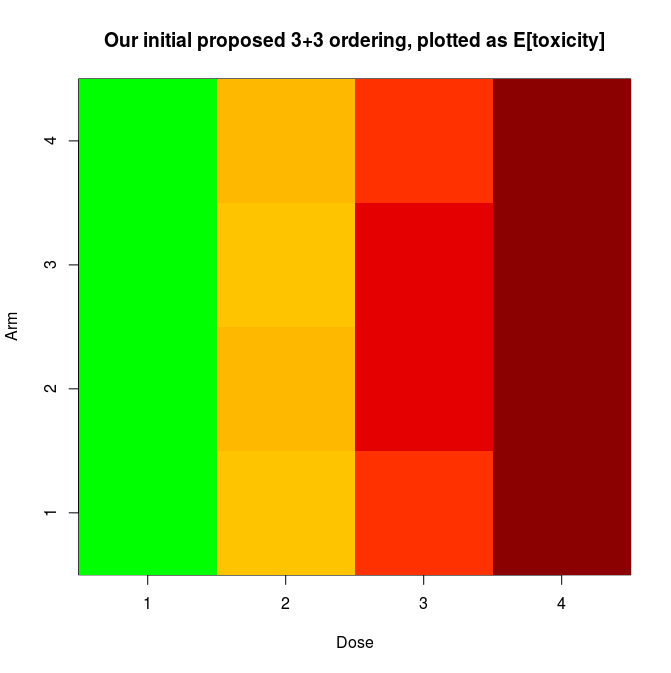 Our initial proposed 3+3 ordering, plotted as E[toxicity]
4
3
2
1
Arm
1 2 3 4
Dose